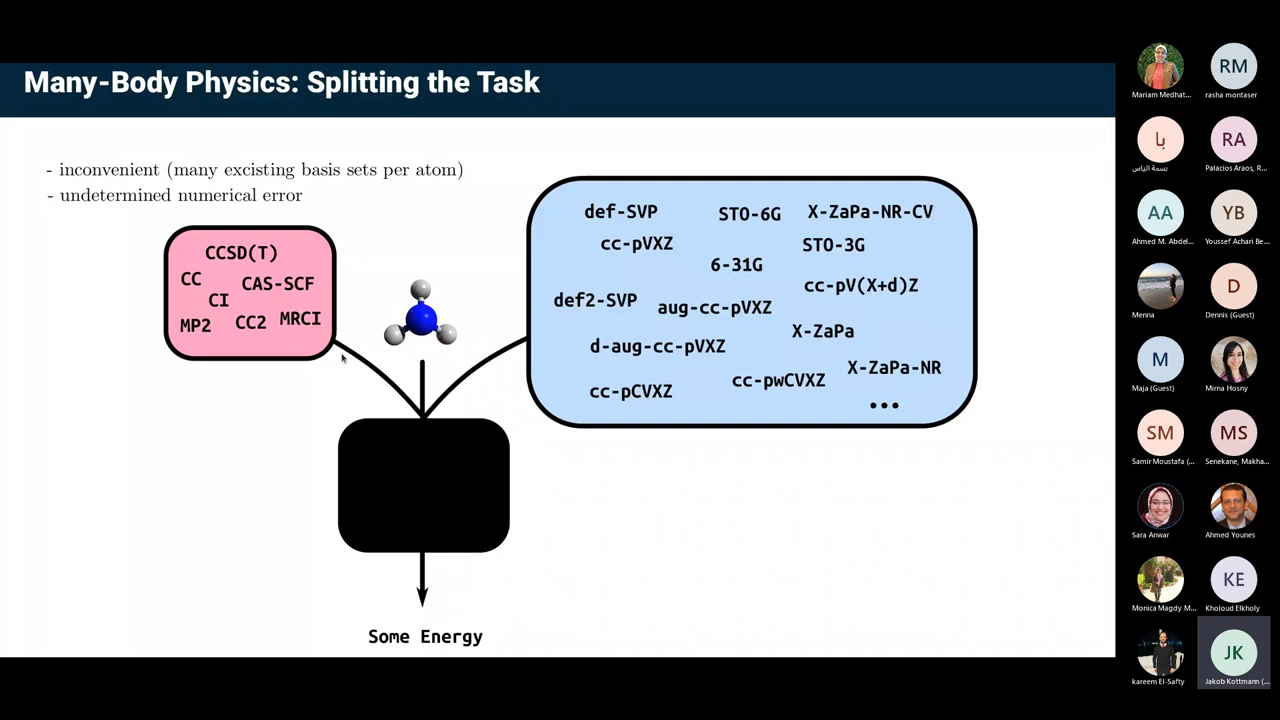 Many-Body Physics: Splitting the Task
- inconvenient (many excisting basis sets per atom)
- undetermined numerical error
CCSD(T)
CC
CAS-SCF
CI
MP2
CC2
MRCI
def-SVP
STO-6G
X-ZaPa-NR-CV
cc-pVXZ
STO-3G
6-31G
cc-pV(X+d)Z
def2-SVP
aug-cc-pVXZ
X-ZaPa
d-aug-cc-pVXZ
X-ZaPa-NR
cc-pwCVXZ
cc-pCVXZ
...
Some Energy
Mariam Medhat...
RM
rasha montaser
با
بسمة الياس
RA
Palacios Araos, R...
AA
Ahmed M. Abdel...
YB
Youssef Achari Be...
Menna
D
Dennis (Guest)
M
Maja (Guest)
Mirna Hosny
SM
Samir Moustafa (...
MS
Senekane, Makha...
Sara Anwar
Ahmed Younes
Monica Magdy M...
KE
Kholoud Elkholy
kareem El-Safty
JK
Jakob Kottmann (...